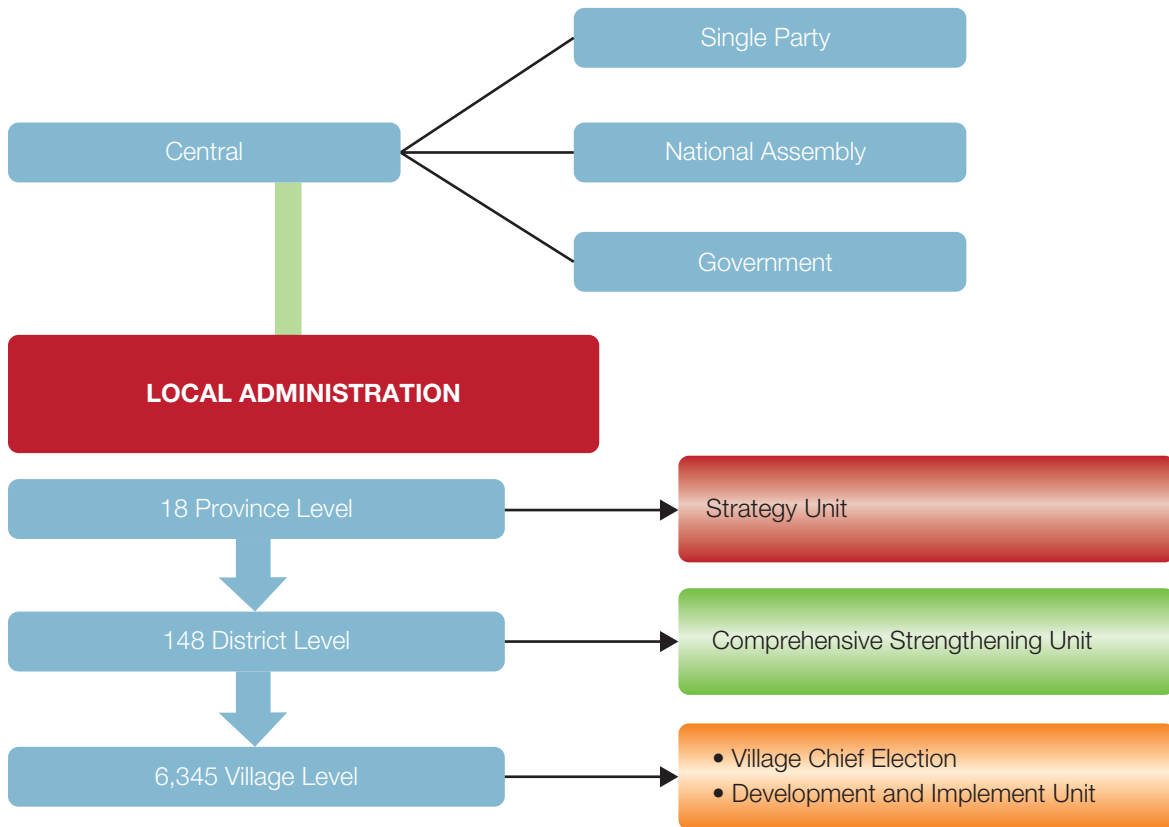 Single Party
Central
National Assembly
Government
LOCAL ADMINISTRATION
18 Province Level
Strategy Unit
148 District Level
Comprehensive Strengthening Unit
6,345 Village Level
• Village Chief Election
• Development and Implement Unit